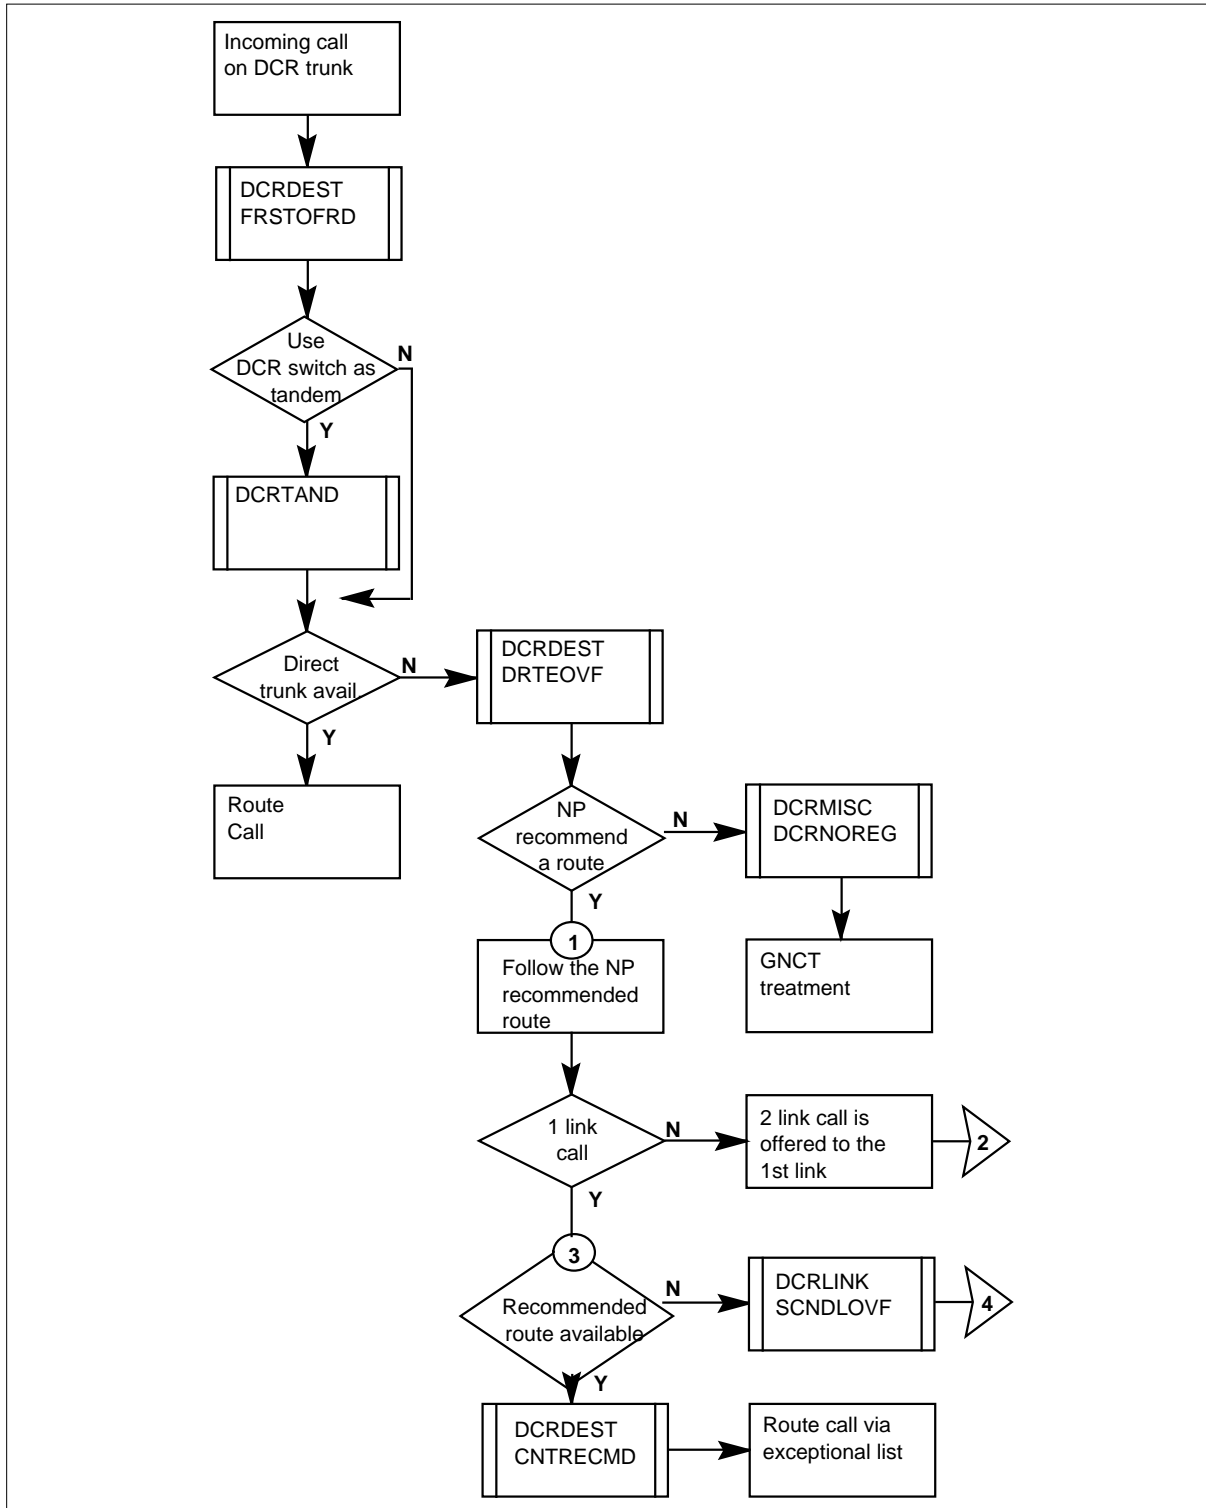 Incoming call
on DCR trunk
DCRDEST
FRSTOFRD
Use
DCR switch as
tandem
N
Y
DCRTAND
Direct
trunk avail.
N
Y
DCRDEST
DRTEOVF
Route
Call
NP
recommend
a route
N
Y
DCRMISC
DCRNOREG
1
Follow the NP
recommended
route
GNCT
treatment
1 link
call
N
Y
2 link call is
offered to the
1st link
2
3
Recommended
route available
N
Y
DCRLINK
SCNDLOVF
4
DCRDEST
CNTRECMD
Route call via
exceptional list